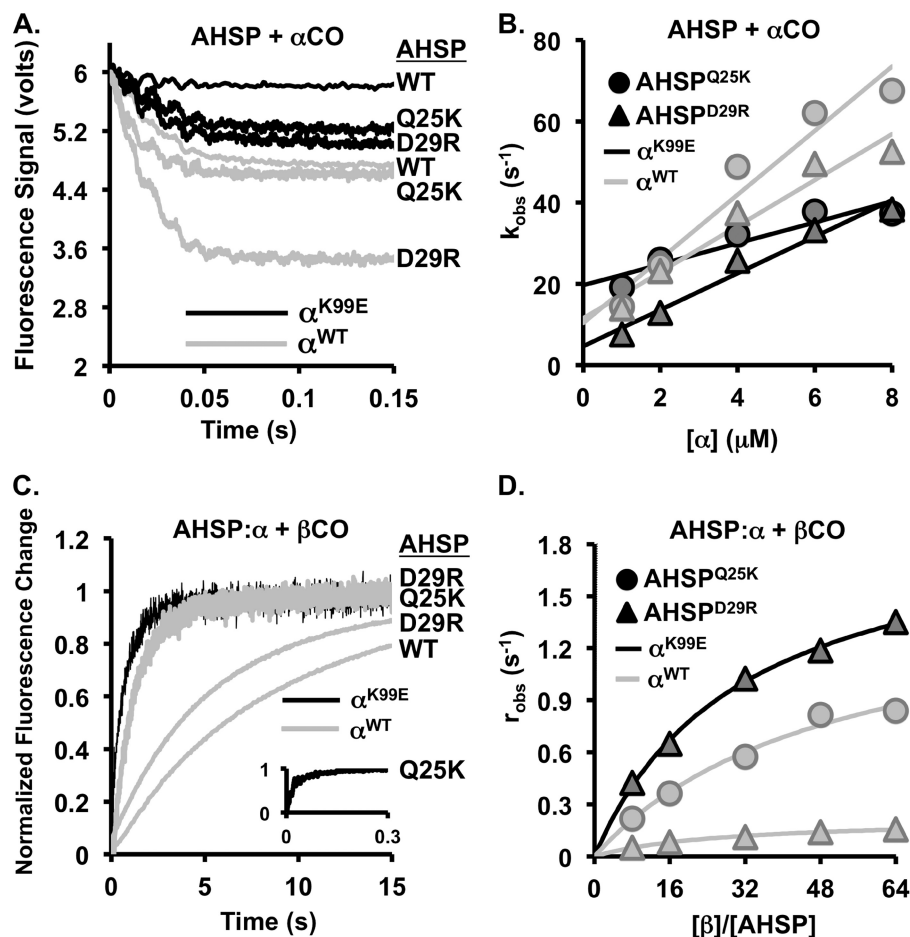 A.
AHSP + αCO
AHSP
WT
Q25K
D29R
WT
Q25K
D29R
αK99E
αWT
Fluorescence Signal (volts)
6
5.2
4.4
3.6
2.8
2
0
0.05
0.1
0.15
Time (s)
B.
AHSP + αCO
AHSPQ25K
AHSPD29R
αK99E
αWT
kobs (s-1)
80
60
40
20
0
0
2
4
6
8
[α] (μM)
C.
AHSP:α + βCO
AHSP
D29R
Q25K
D29R
WT
αK99E
αWT
Q25K
1
0
0
0.3
Normalized Fluorescence Change
1.2
1
0.8
0.6
0.4
0.2
0
0
5
10
15
Time (s)
D.
AHSP:α + βCO
AHSPQ25K
AHSPD29R
αK99E
αWT
robs (s-1)
1.8
1.5
1.2
0.9
0.6
0.3
0
0
16
32
48
64
[β]/[AHSP]